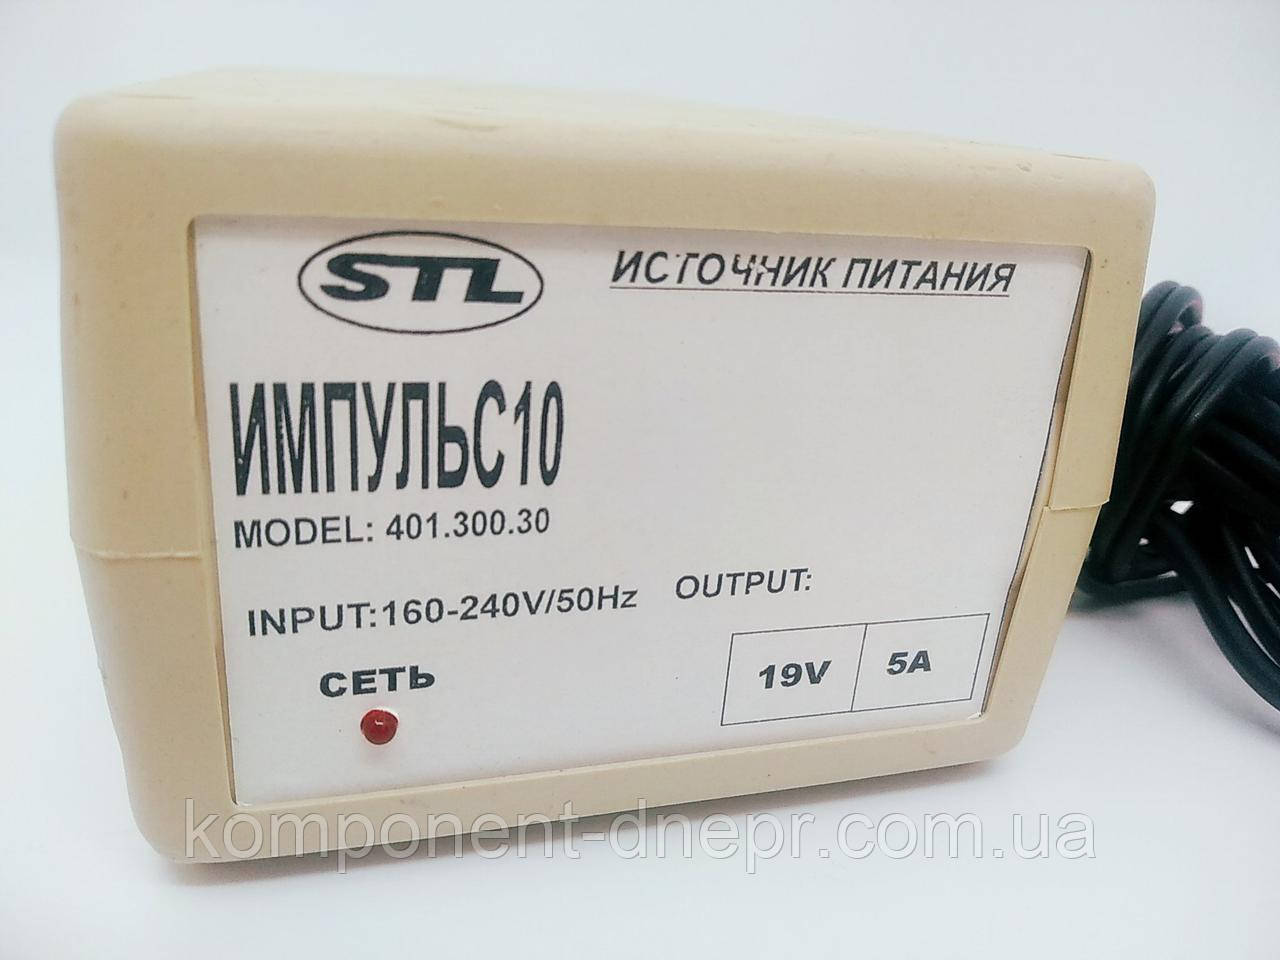 STL
ИСТОЧНИК ПИТАНИЯ
ИМПУЛЬС10
MODEL: 401.300.30
INPUT:160-240V/50Hz
OUTPUT:
19V 5A
СЕТЬ
komponent-dnepr.com.ua